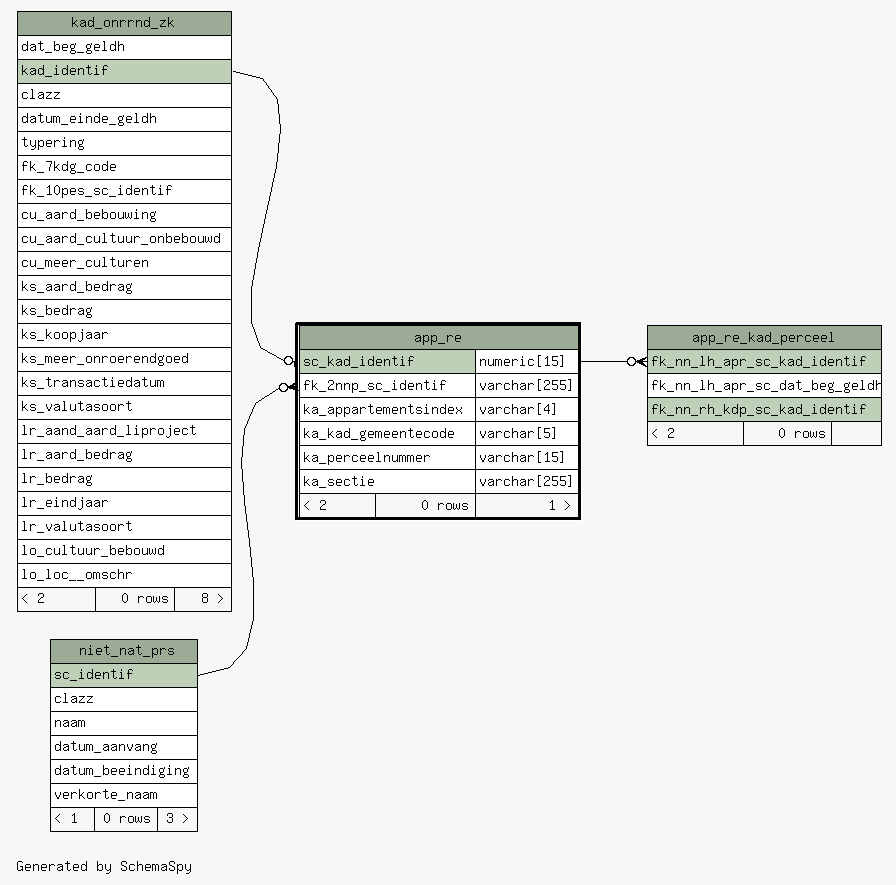 kad_onrrnd_zk
dat_beg_geldh
kad_identif
clazz
datum_einde_geldh
typering
fk_7kdg_code
fk_10pes_sc_identif
cu_aard_bebouwing
cu_aard_cultuur_onbebouwd
cu_meer_culturen
ks_aard_bedrag
ks_bedrag
ks_koopjaar
ks_meer_onroerendgoed
ks_transactiedatum
ks_valutasoort
lr_aand_aard_liproject
lr_aard_bedrag
lr_bedrag
lr_eindjaar
lr_valutasoort
lo_cultuur_bebouwd
lo_loc__omschr
< 2 0 rows 8 >
app_re
sc_kad_identif numeric[15]
fk_2nnp_sc_identif varchar[255]
ka_appartementsindex varchar[4]
ka_kad_gemeentecode varchar[5]
ka_perceelnummer varchar[15]
ka_sectie varchar[255]
< 2 0 rows 1 >
app_re_kad_perceel
fk_nn_lh_apr_sc_kad_identif
fk_nn_lh_apr_sc_dat_beg_geldh
fk_nn_rh_kdp_sc_kad_identif
< 2 0 rows
niet_nat_prs
sc_identif
clazz
naam
datum_aanvang
datum_beeindiging
verkorte_naam
< 1 0 rows 3 >
Generated by SchemaSpy